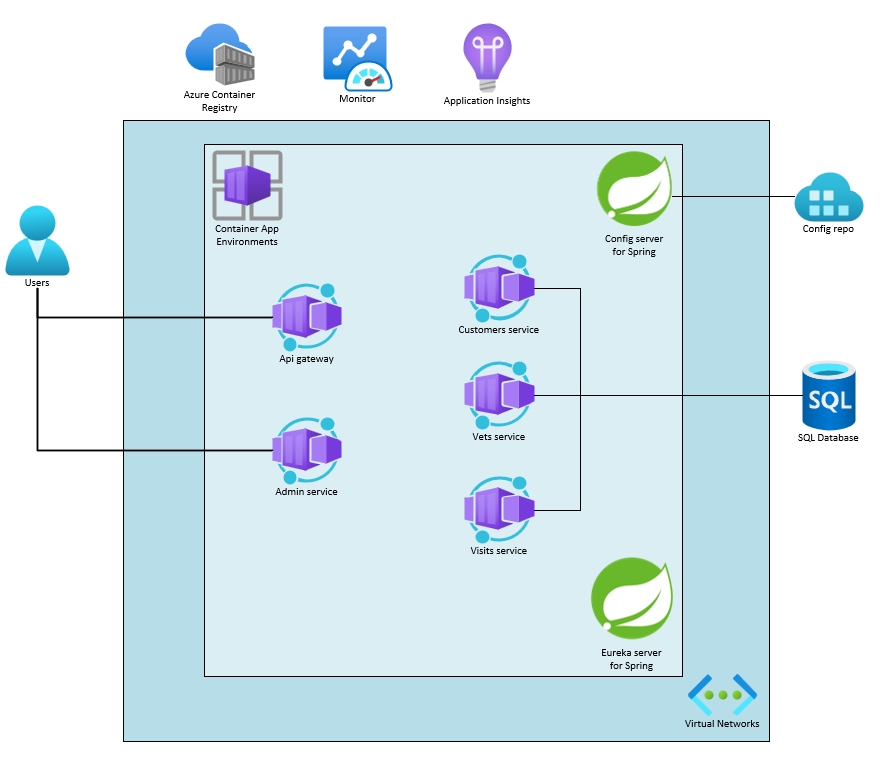 Azure Container
Registry
Monitor
Application Insights
Container App
Environments
Config server
for Spring
Config repo
Users
Customers service
Api gateway
SQL
Vets service
SQL Database
Admin service
Visits service
Eureka server
for Spring
Virtual Networks